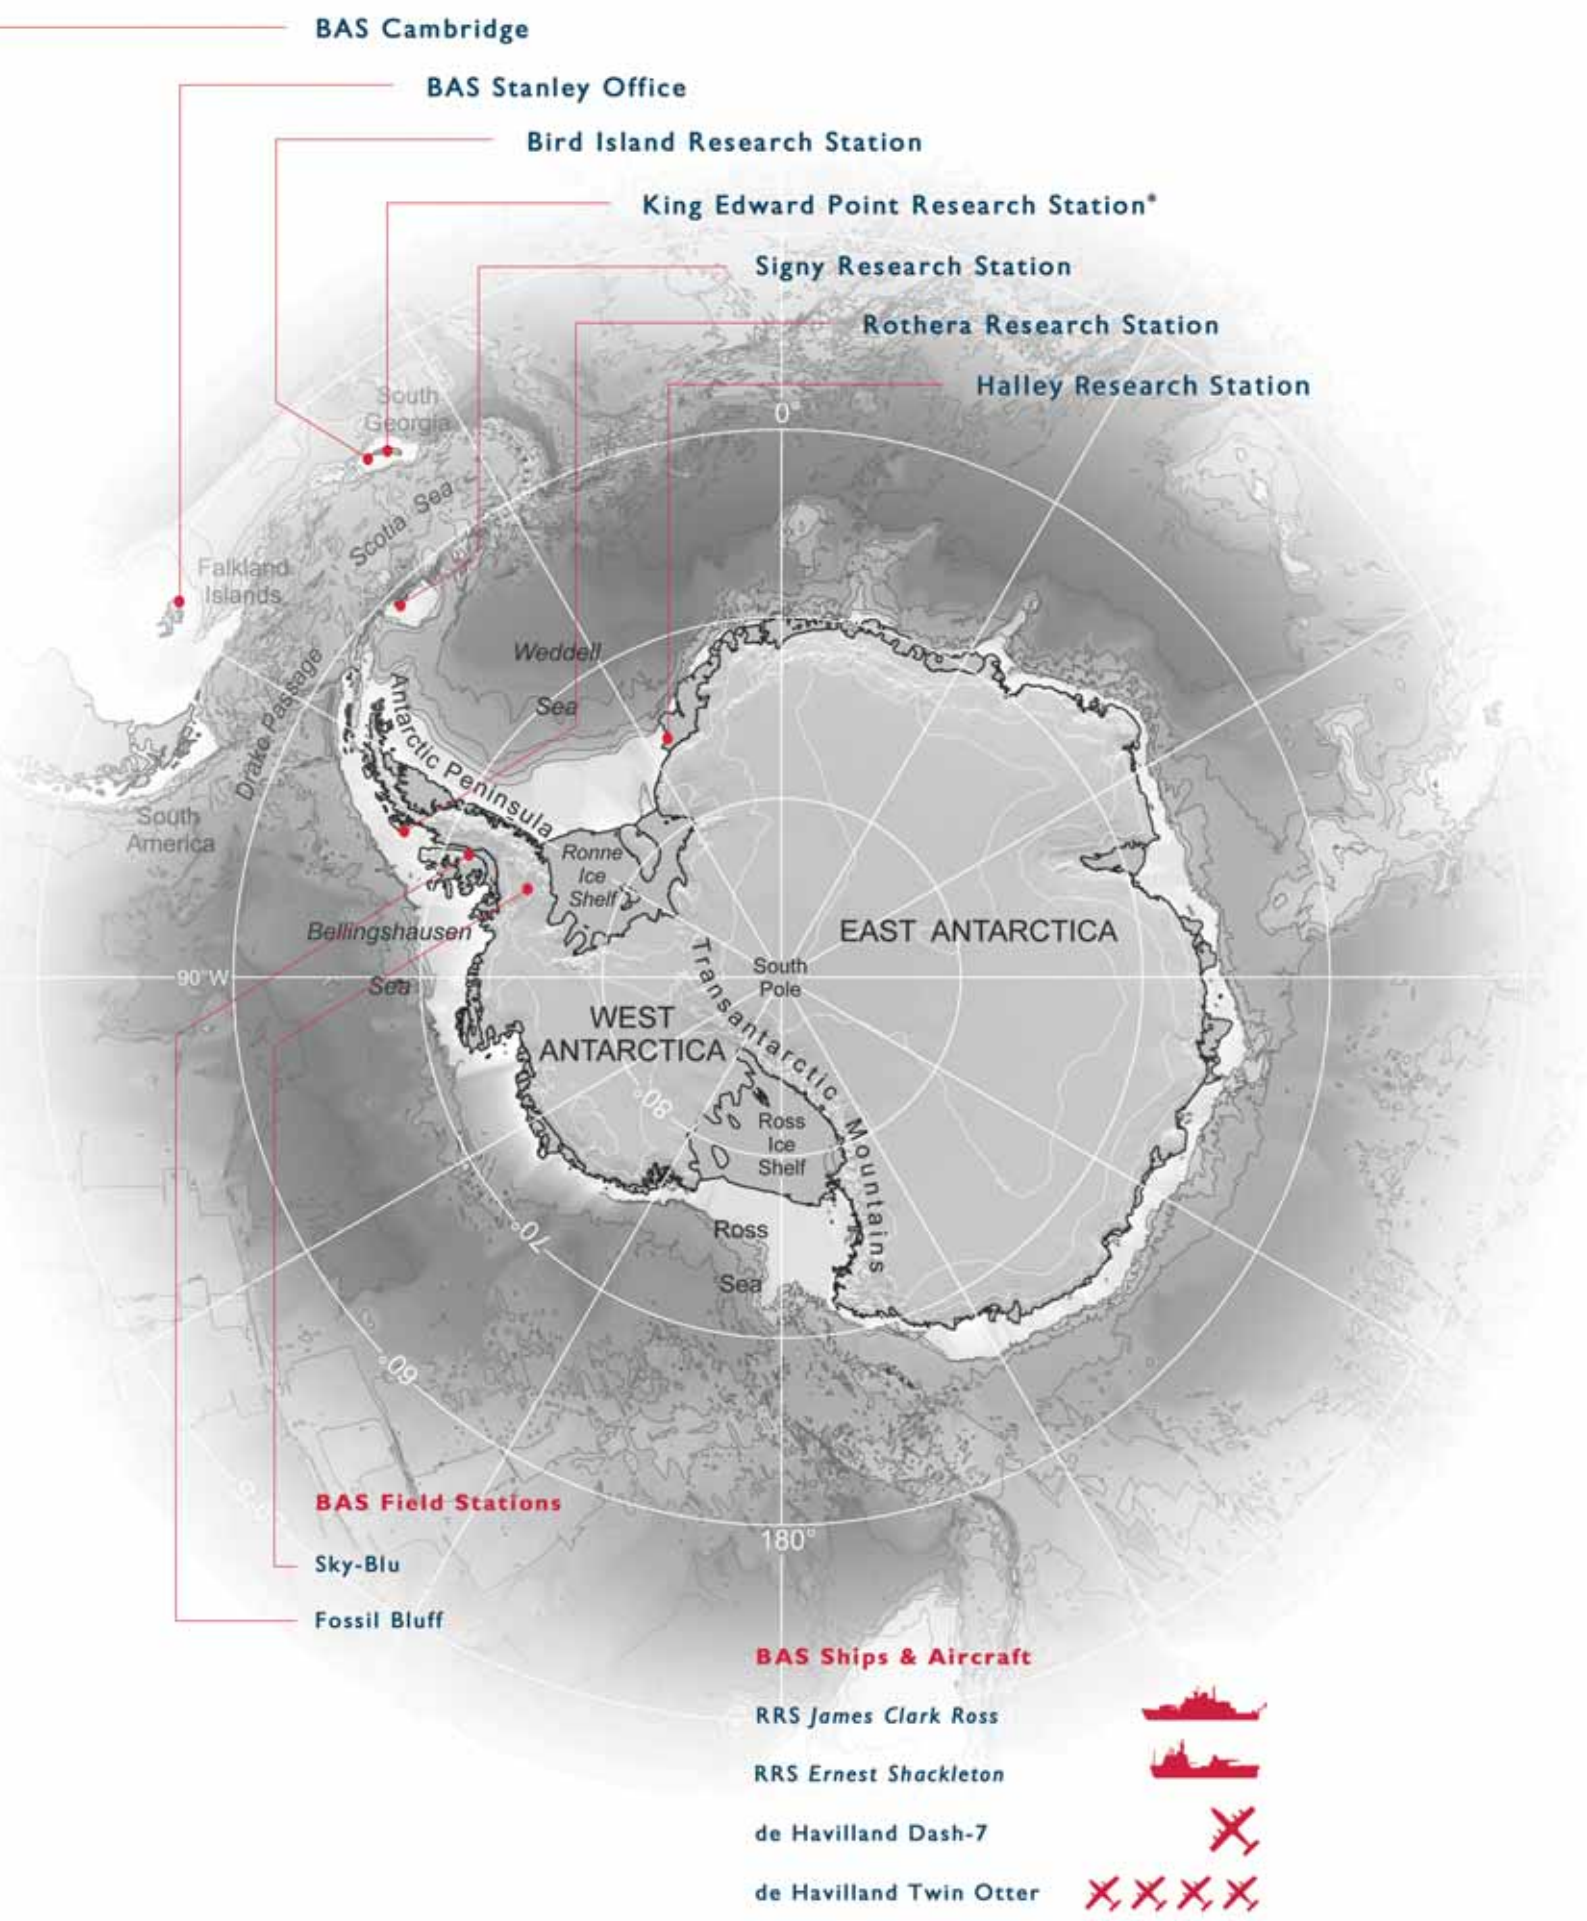 BAS Cambridge
BAS Stanley Office
Bird Island Research Station
King Edward Point Research Station*
Signy Research Station
Rothera Research Station
Halley Research Station
South
Georgia
0°
Scotia Sea
Falkland
Islands
Weddell
Sea
Drake Passage
Antarctic Peninsula
South
America
Ronne
Ice
Shelf
Bellingshausen
Sea
EAST ANTARCTICA
90°W
South
Pole
Transantarctic Mountains
WEST
ANTARCTICA
80°
Ross
Ice
Shelf
70°
Ross
Sea
60°
180°
BAS Field Stations
Sky-Blu
Fossil Bluff
BAS Ships & Aircraft
RRS James Clark Ross
RRS Ernest Shackleton
de Havilland Dash-7
de Havilland Twin Otter